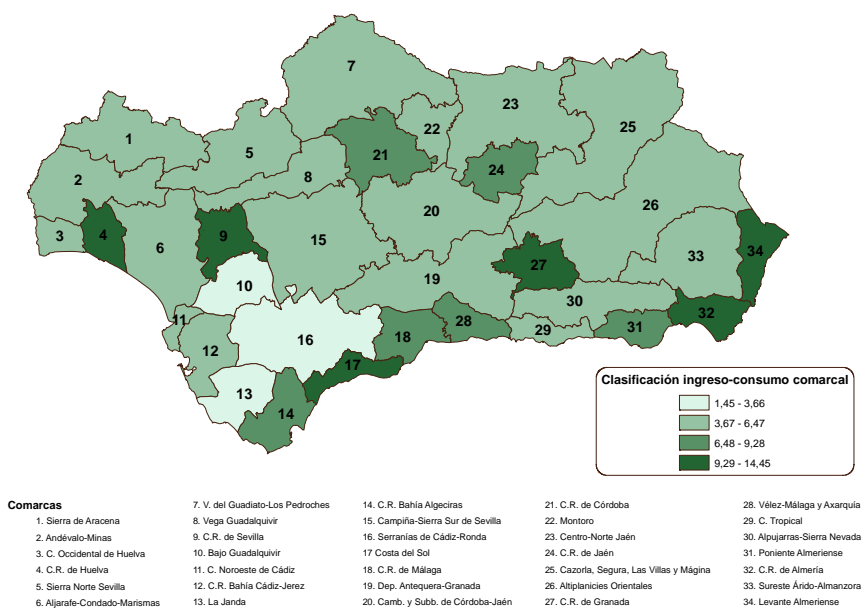 7
23
22
25
1
5
21
24
8
2
20
26
3
4
6
9
15
33
34
27
19
10
30
11
16
32
28
31
29
18
12
17
13
14
Clasificación ingreso-consumo comarcal
1,45 - 3,66
3,67 - 6,47
6,48 - 9,28
9,29 - 14,45
Comarcas
1. Sierra de Aracena
2. Andévalo-Minas
3. C. Occidental de Huelva
4. C.R. de Huelva
5. Sierra Norte Sevilla
6. Aljarafe-Condado-Marismas
7. V. del Guadiato-Los Pedroches
8. Vega Guadalquivir
9. C.R. de Sevilla
10. Bajo Guadalquivir
11. C. Noroeste de Cádiz
12. C.R. Bahía Cádiz-Jerez
13. La Janda
14. C.R. Bahía Algeciras
15. Campiña-Sierra Sur de Sevilla
16. Serranías de Cádiz-Ronda
17 Costa del Sol
18. C.R. de Málaga
19. Dep. Antequera-Granada
20. Camb. y Subb. de Córdoba-Jaén
21. C.R. de Córdoba
22. Montoro
23. Centro-Norte Jaén
24. C.R. de Jaén
25. Cazorla, Segura, Las Villas y Mágina
26. Altiplanicies Orientales
27. C.R. de Granada
28. Vélez-Málaga y Axarquía
29. C. Tropical
30. Alpujarras-Sierra Nevada
31. Poniente Almeriense
32. C.R. de Almería
33. Sureste Árido-Almanzora
34. Levante Almeriense